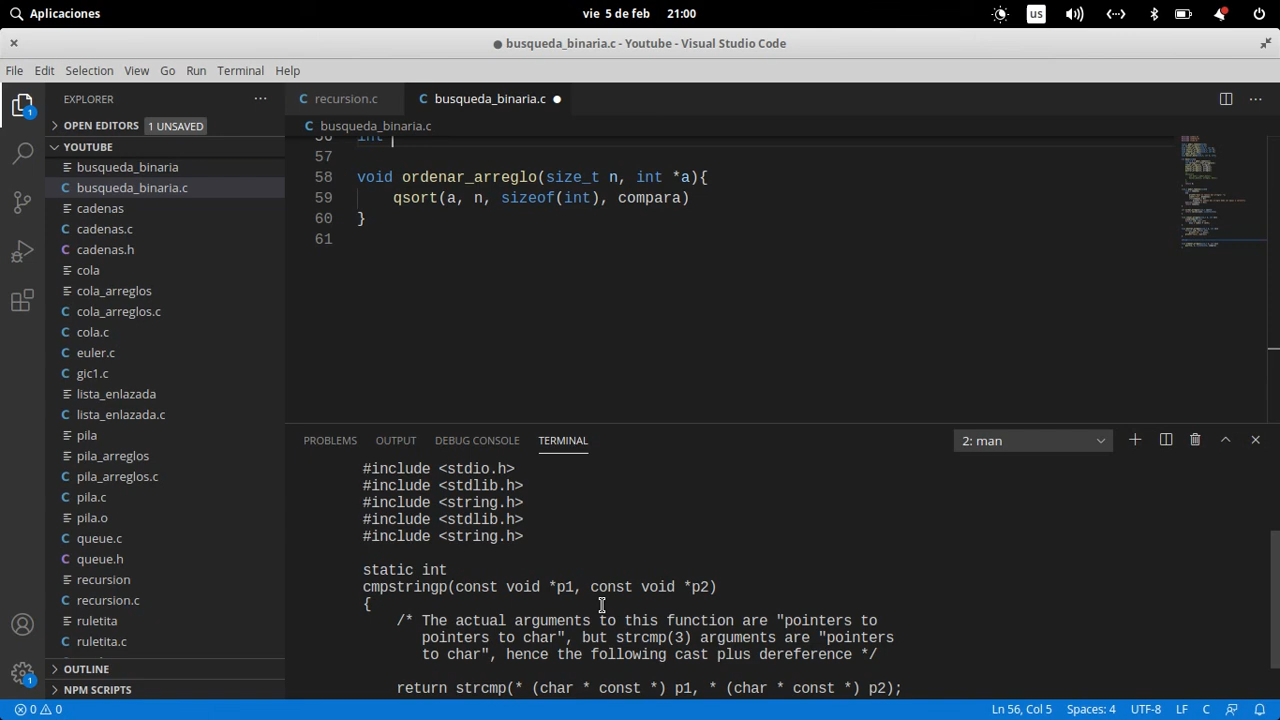 Aplicaciones
vie 5 de feb 21:00
us
busqueda_binaria.c - Youtube - Visual Studio Code
File Edit Selection View Go Run Terminal Help
EXPLORER
OPEN EDITORS 1 UNSAVED
YOUTUBE
busqueda_binaria
C busqueda_binaria.c
cadenas
C cadenas.c
C cadenas.h
cola
cola_arreglos
C cola_arreglos.c
C cola.c
C euler.c
C gic1.c
lista_enlazada
C lista_enlazada.c
pila
pila_arreglos
C pila_arreglos.c
C pila.c
pila.o
C queue.c
C queue.h
recursion
C recursion.c
ruletita
C ruletita.c
OUTLINE
NPM SCRIPTS
1
1
C recursion.c
C busqueda_binaria.c
C busqueda_binaria.c
56 int
57
58 void ordenar_arreglo(size_t n, int *a){
59 qsort(a, n, sizeof(int), compara)
60 }
61
PROBLEMS OUTPUT DEBUG CONSOLE TERMINAL
2: man
#include <stdio.h>
#include <stdlib.h>
#include <string.h>
#include <stdlib.h>
#include <string.h>
static int
cmpstringp(const void *p1, const void *p2)
{
/* The actual arguments to this function are "pointers to
pointers to char", but strcmp(3) arguments are "pointers
to char", hence the following cast plus dereference */
return strcmp(* (char * const *) p1, * (char * const *) p2);
0 0
Ln 56, Col 5 Spaces: 4 UTF-8 LF C